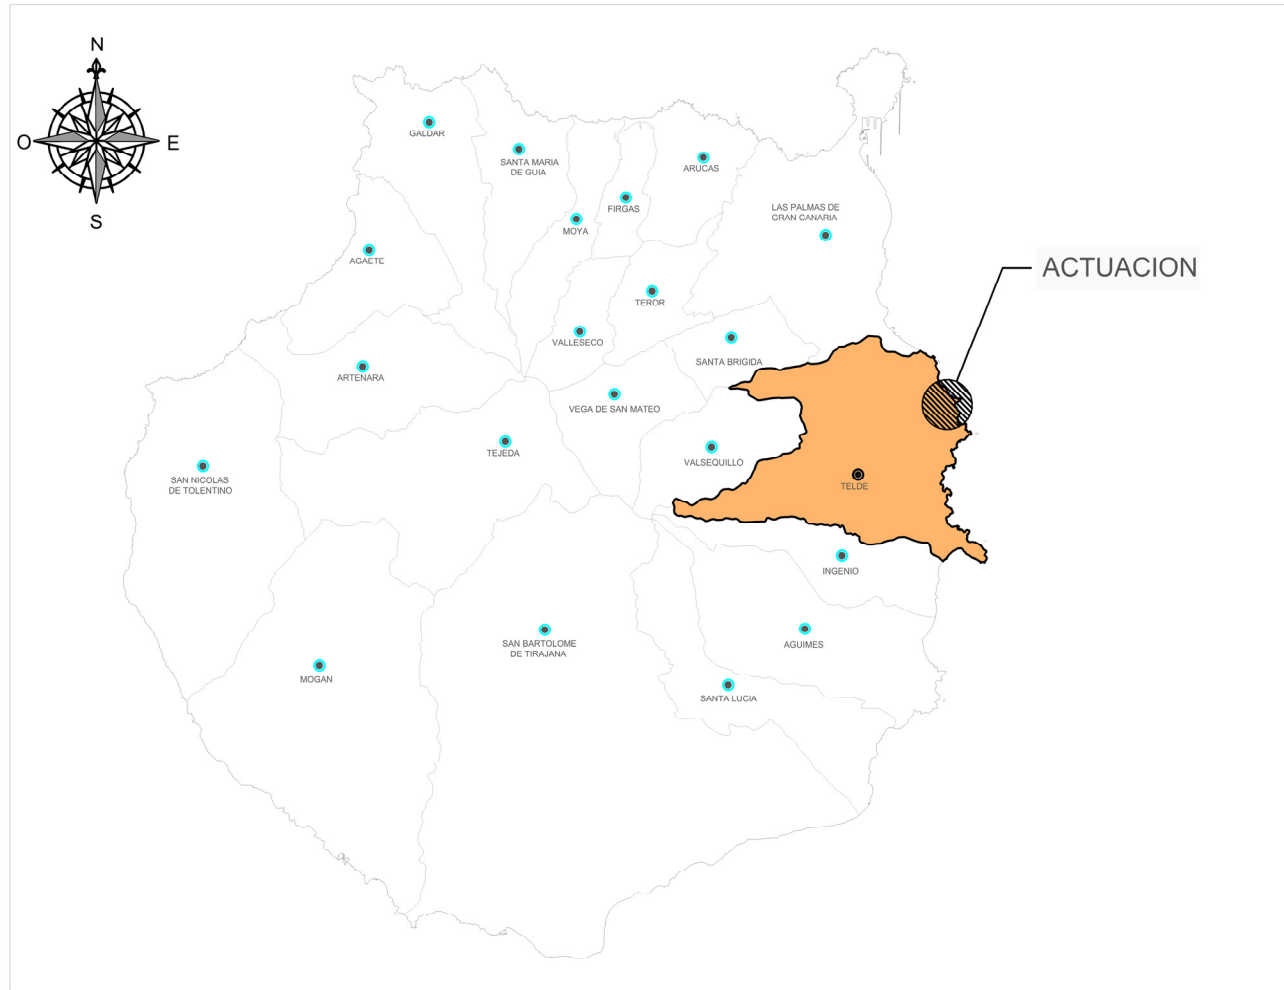 N
O
E
S
GALDAR
SANTA MARIA
DE GUIA
ARUCAS
FIRGAS
MOYA
LAS PALMAS DE
GRAN CANARIA
AGAETE
ACTUACION
TEROR
VALLESECO
SANTA BRIGIDA
ARTENARA
VEGA DE SAN MATEO
TEJEDA
VALSEQUILLO
SAN NICOLAS
DE TOLENTINO
TELDE
INGENIO
SAN BARTOLOME
DE TIRAJANA
AGUIMES
MOGAN
SANTA LUCIA